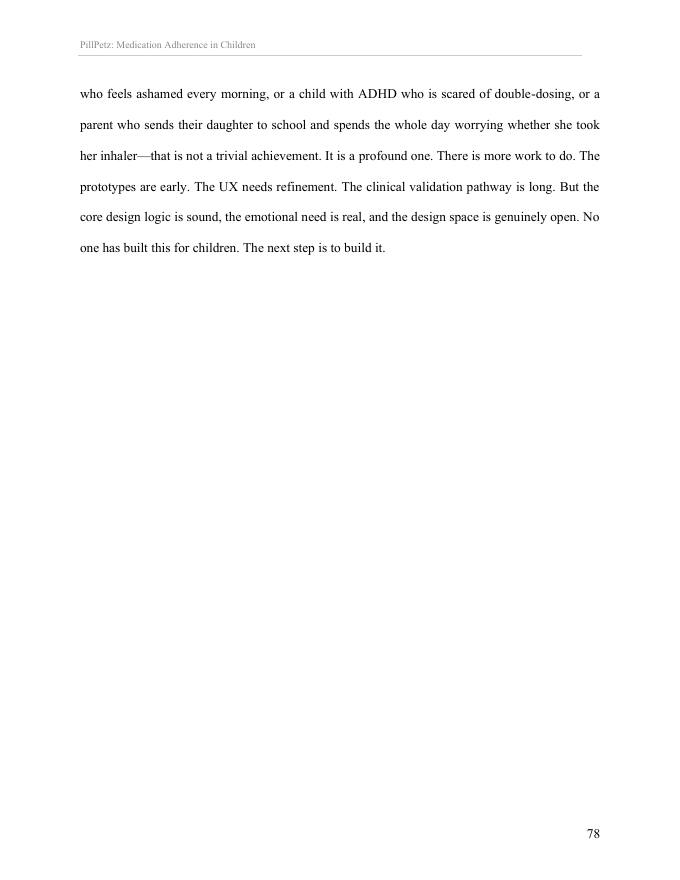 PillPetz: Medication Adherence in Children
who feels ashamed every morning, or a child with ADHD who is scared of double-dosing, or a
parent who sends their daughter to school and spends the whole day worrying whether she took
her inhaler—that is not a trivial achievement. It is a profound one. There is more work to do. The
prototypes are early. The UX needs refinement. The clinical validation pathway is long. But the
core design logic is sound, the emotional need is real, and the design space is genuinely open. No
one has built this for children. The next step is to build it.
78